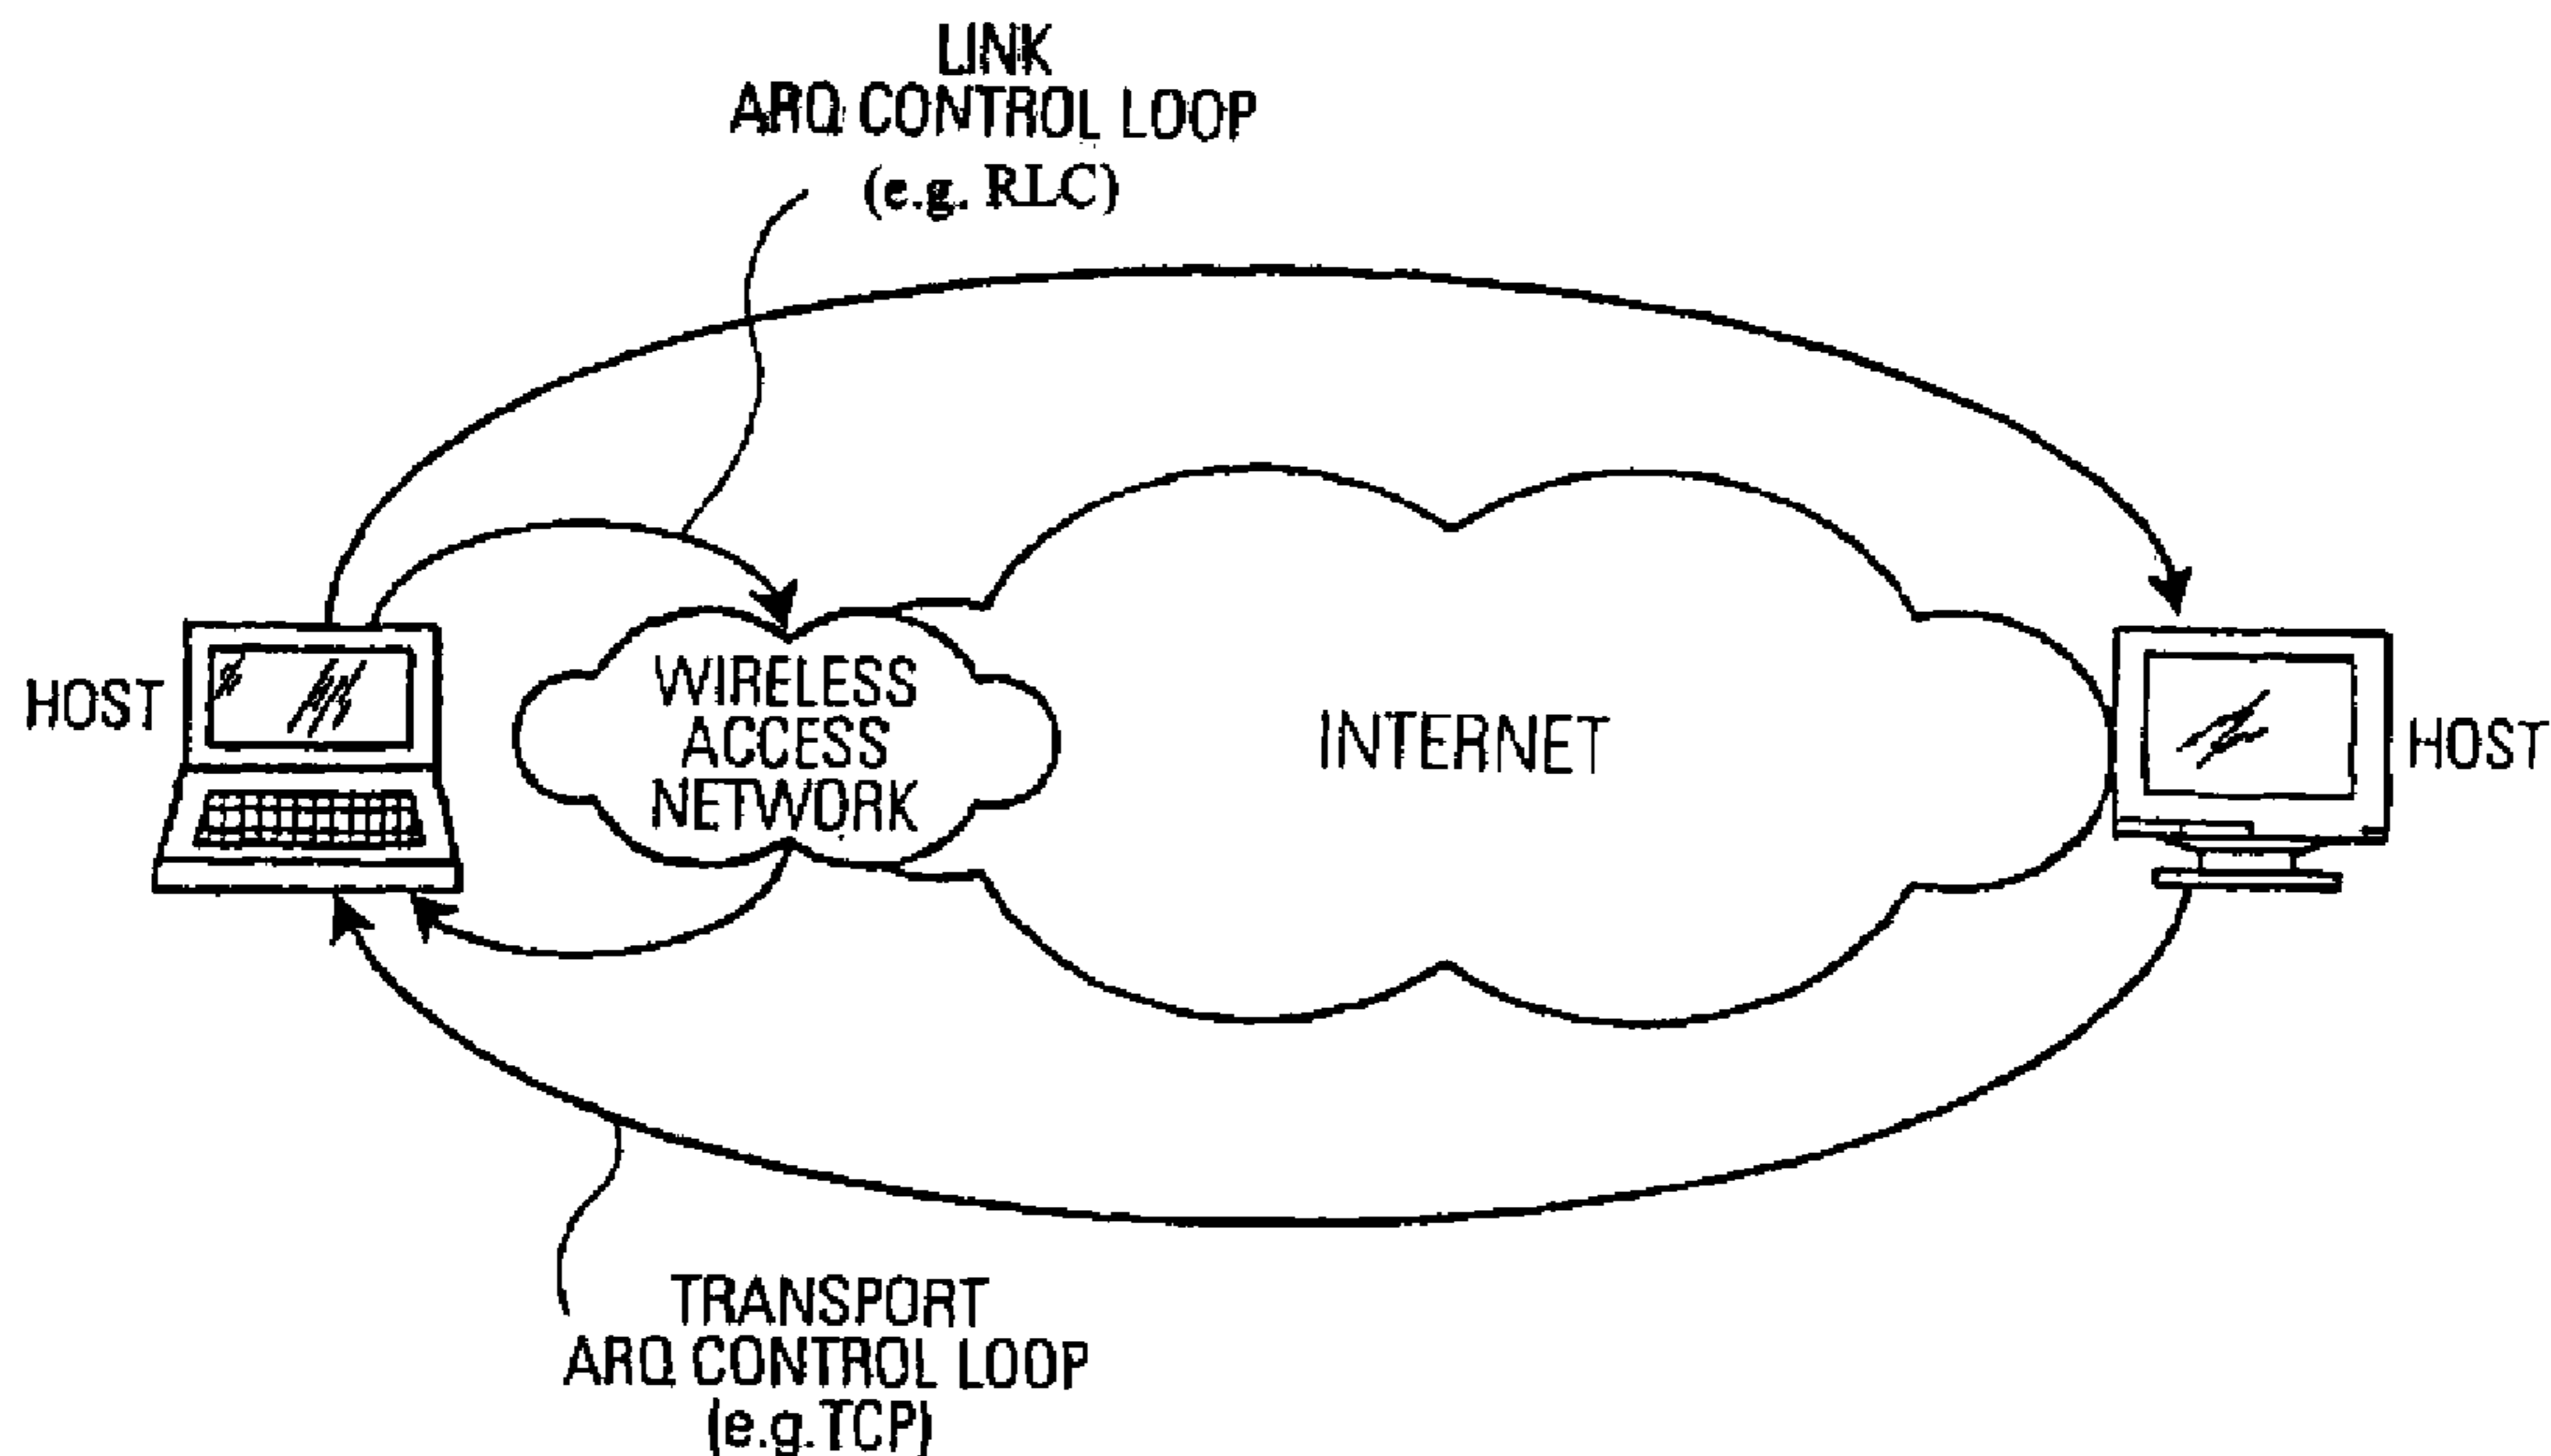 LINK
ARQ CONTROL LOOP
(e.g. RLC)
HOST
WIRELESS
ACCESS
NETWORK
INTERNET
HOST
TRANSPORT
ARQ CONTROL LOOP
(e.g.TCP)